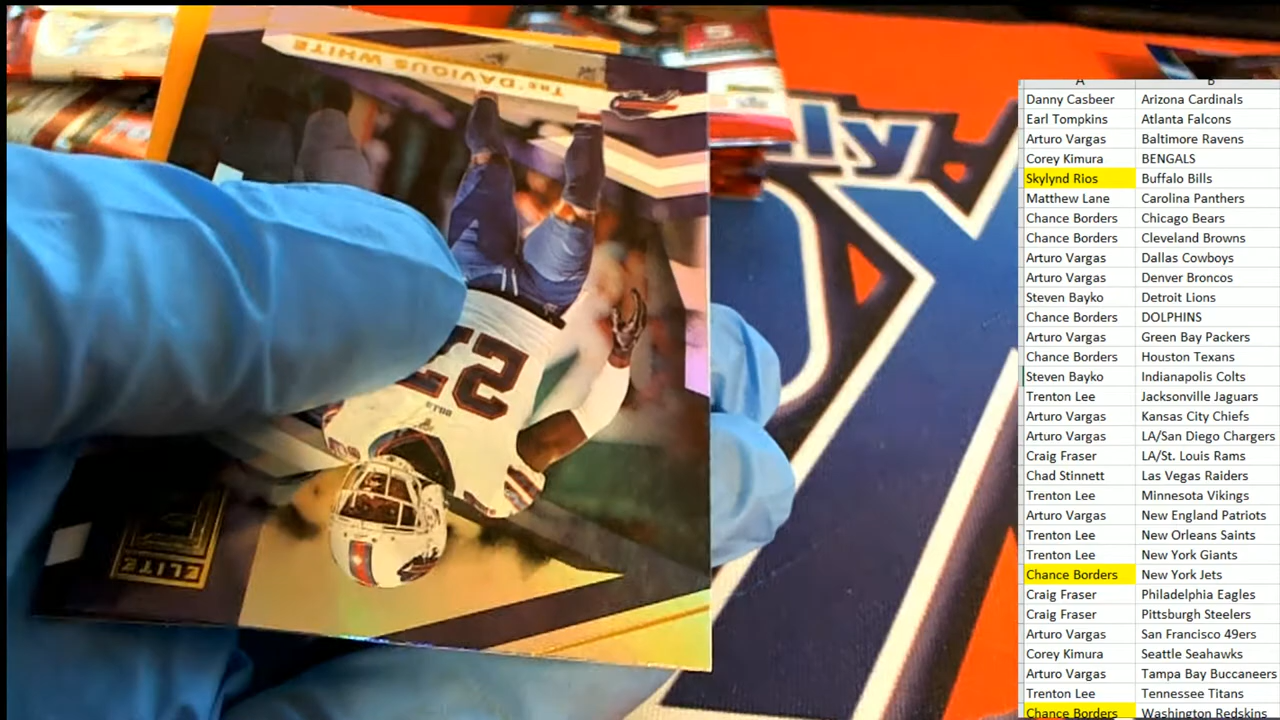 THE'DAVIOUS WHITE
27
BILLS
ELITE
ly
A B
Danny Casbeer Arizona Cardinals
Earl Tompkins Atlanta Falcons
Arturo Vargas Baltimore Ravens
Corey Kimura BENGALS
Skylynd Rios Buffalo Bills
Matthew Lane Carolina Panthers
Chance Borders Chicago Bears
Chance Borders Cleveland Browns
Arturo Vargas Dallas Cowboys
Arturo Vargas Denver Broncos
Steven Bayko Detroit Lions
Chance Borders DOLPHINS
Arturo Vargas Green Bay Packers
Chance Borders Houston Texans
Steven Bayko Indianapolis Colts
Trenton Lee Jacksonville Jaguars
Arturo Vargas Kansas City Chiefs
Arturo Vargas LA/San Diego Chargers
Craig Fraser LA/St. Louis Rams
Chad Stinnett Las Vegas Raiders
Trenton Lee Minnesota Vikings
Arturo Vargas New England Patriots
Trenton Lee New Orleans Saints
Trenton Lee New York Giants
Chance Borders New York Jets
Craig Fraser Philadelphia Eagles
Craig Fraser Pittsburgh Steelers
Arturo Vargas San Francisco 49ers
Corey Kimura Seattle Seahawks
Arturo Vargas Tampa Bay Buccaneers
Trenton Lee Tennessee Titans
Chance Borders Washington Redskins